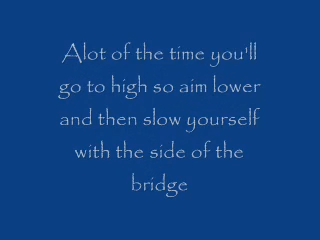 Alot of the time you'll
go to high so aim lower
and then slow yourself
with the side of the
bridge